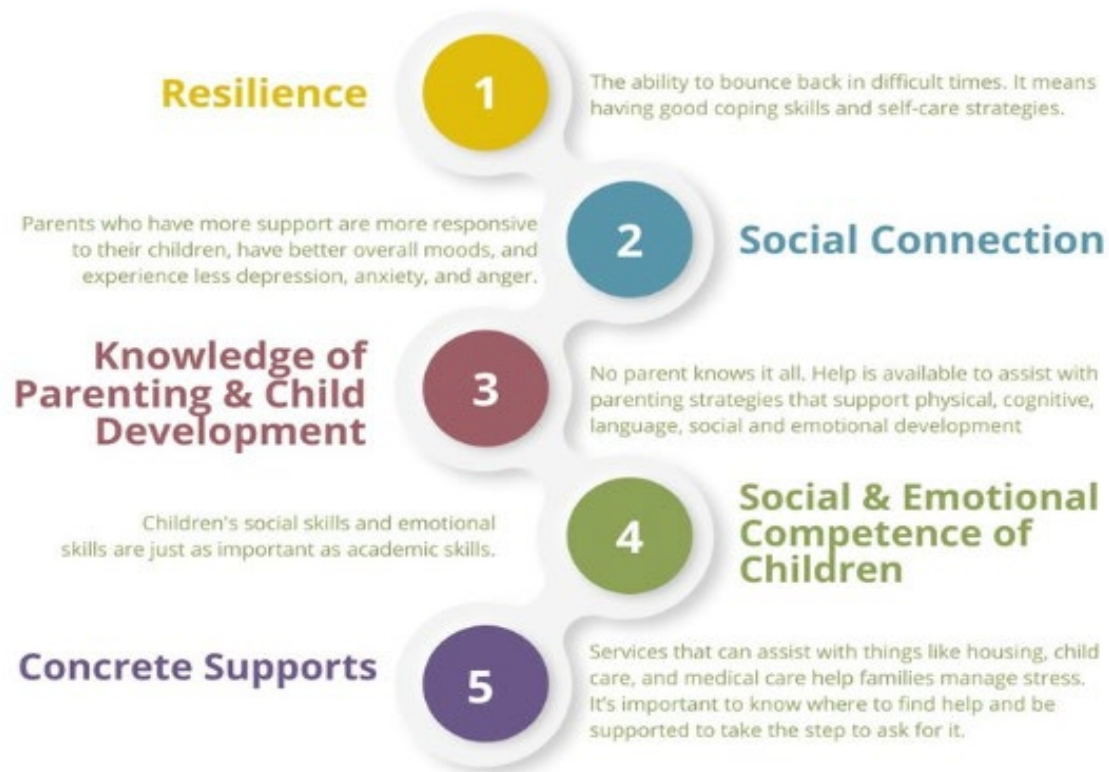 Resilience
1
The ability to bounce back in difficult times. It means
having good coping skills and self-care strategies.
Parents who have more support are more responsive
to their children, have better overall moods, and
experience less depression, anxiety, and anger.
2
Social Connection
Knowledge of
Parenting & Child
Development
3
No parent knows it all. Help is available to assist with
parenting strategies that support physical, cognitive,
language, social and emotional development
Children's social skills and emotional
skills are just as important as academic skills.
4
Social & Emotional
Competence of
Children
Concrete Supports
5
Services that can assist with things like housing, child
care, and medical care help families manage stress.
It's important to know where to find help and be
supported to take the step to ask for it.